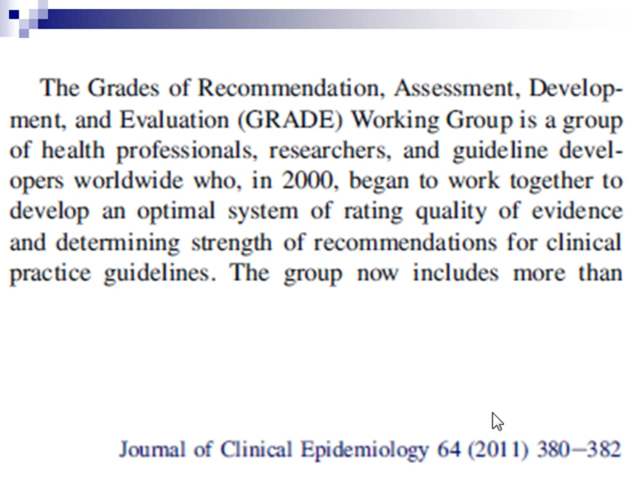 The Grades of Recommendation, Assessment, Develop-
ment, and Evaluation (GRADE) Working Group is a group
of health professionals, researchers, and guideline devel-
opers worldwide who, in 2000, began to work together to
develop an optimal system of rating quality of evidence
and determining strength of recommendations for clinical
practice guidelines. The group now includes more than
Journal of Clinical Epidemiology 64 (2011) 380–382